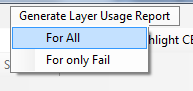 Generate Layer Usage Report
For All
For only Fail